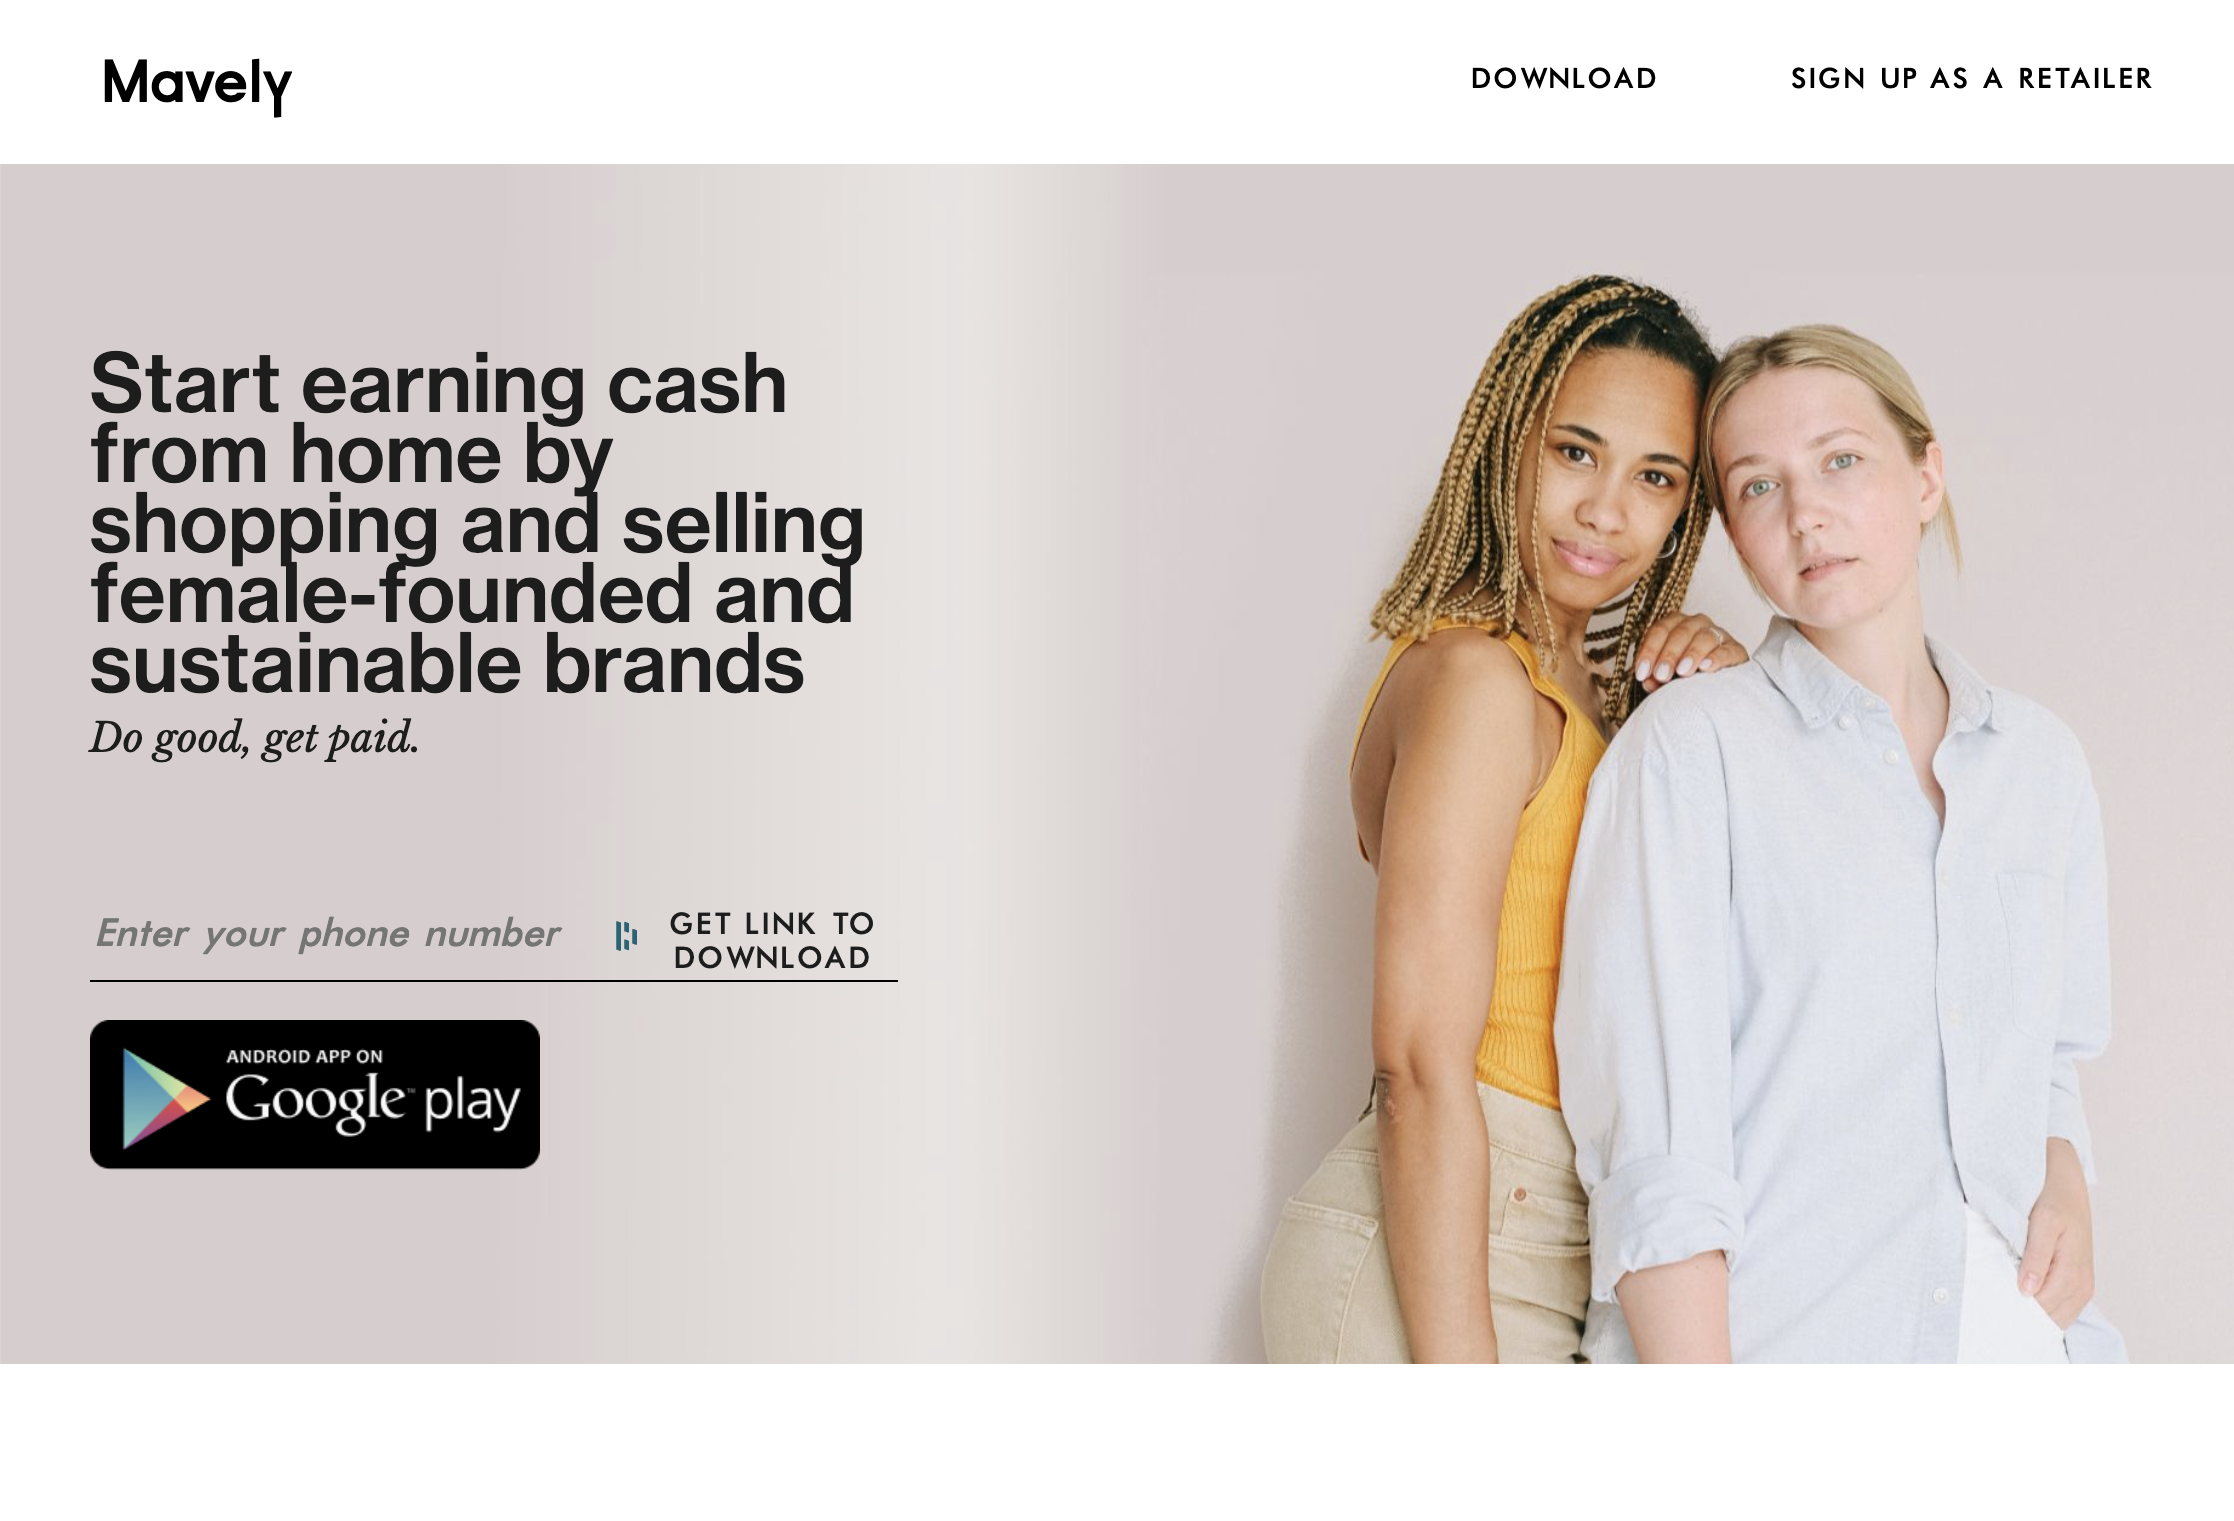 Mavely
DOWNLOAD
SIGN UP AS A RETAILER
Start earning cash
from home by
shopping and selling
female-founded and
sustainable brands
Do good, get paid.
Enter your phone number
GET LINK TO
DOWNLOAD
ANDROID APP ON
Google™ play